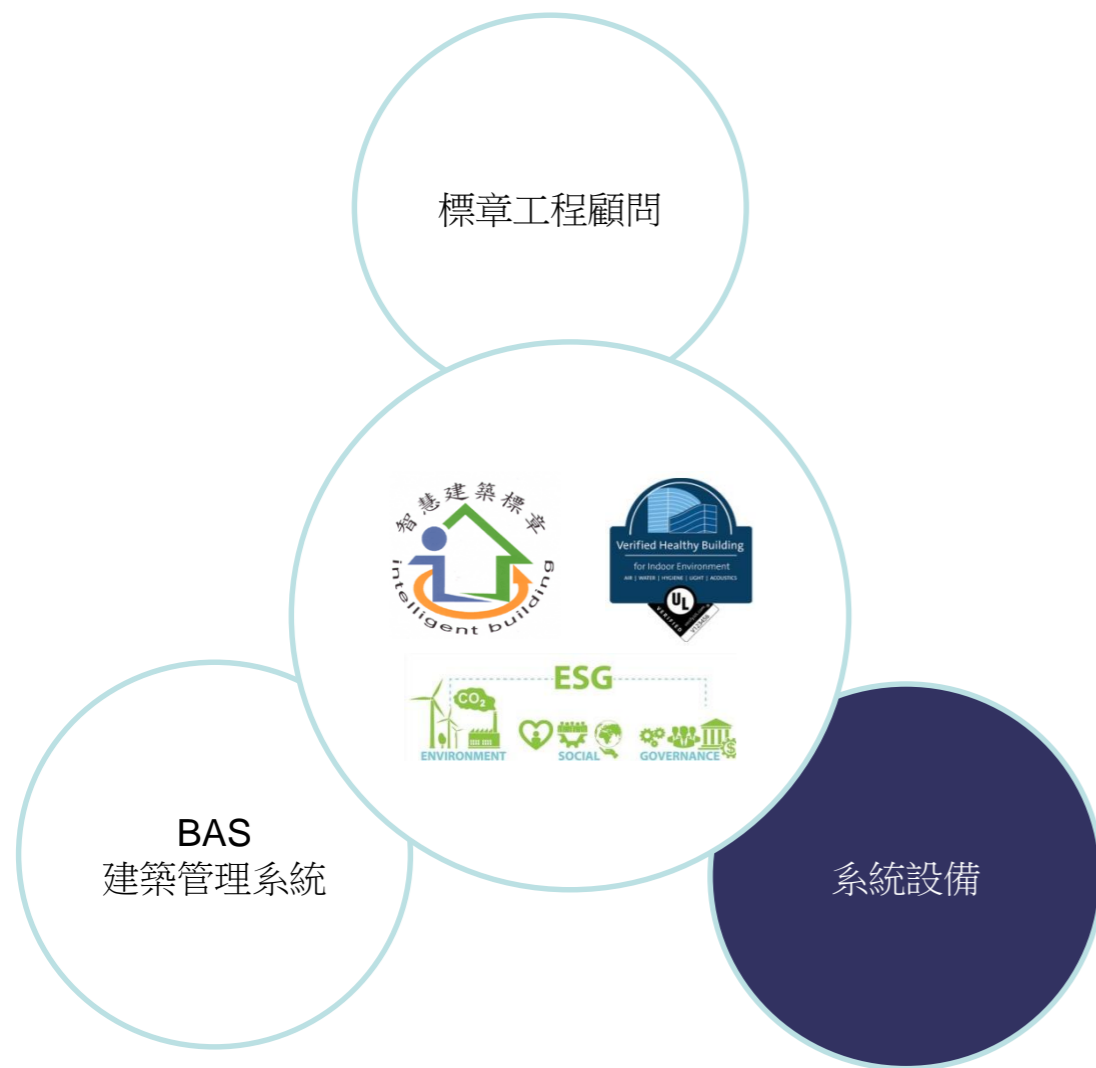 標章工程顧問
智慧建築標章
intelligent building
Verified Healthy Building
for Indoor Environment
AIR | WATER | HYGIENE | LIGHT | ACOUSTICS
UL
VERIFIED
ESG
CO2
ENVIRONMENT
SOCIAL
GOVERNANCE
$
BAS
建築管理系統
系統設備